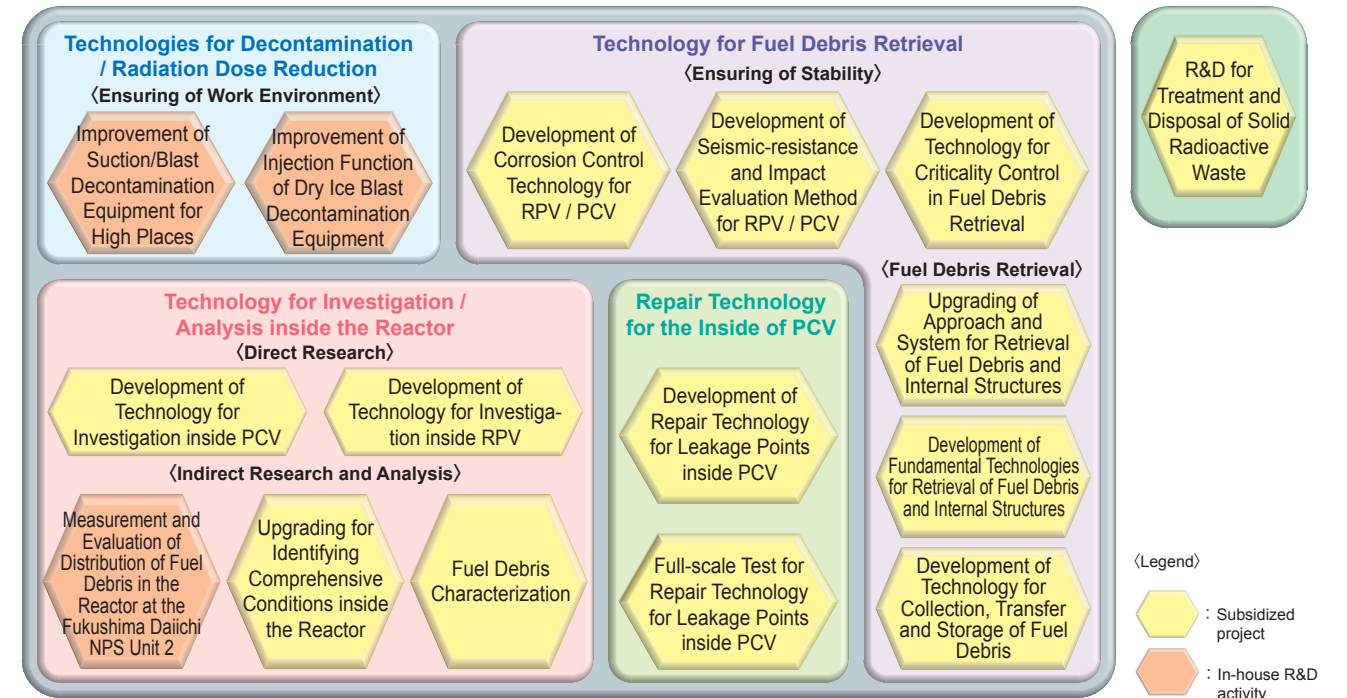 Technologies for Decontamination
/ Radiation Dose Reduction
〈Ensuring of Work Environment〉
Improvement of
Suction/Blast
Decontamination
Equipment for
High Places
Improvement of
Injection Function
of Dry Ice Blast
Decontamination
Equipment
Technology for Fuel Debris Retrieval
〈Ensuring of Stability〉
Development of
Corrosion Control
Technology for
RPV / PCV
Development of
Seismic-resistance
and Impact
Evaluation Method
for RPV / PCV
Development of
Technology for
Criticality Control
in Fuel Debris
Retrieval
〈Fuel Debris Retrieval〉
Upgrading of
Approach and
System for Retrieval
of Fuel Debris and
Internal Structures
Development of
Fundamental Technologies
for Retrieval of Fuel Debris
and Internal Structures
Development of
Technology for
Collection, Transfer
and Storage of Fuel
Debris
R&D for
Treatment and
Disposal of Solid
Radioactive
Waste
Technology for Investigation /
Analysis inside the Reactor
〈Direct Research〉
Development of
Technology for
Investigation inside PCV
Development of
Technology for Investiga-
tion inside RPV
〈Indirect Research and Analysis〉
Measurement and
Evaluation of
Distribution of Fuel
Debris in the
Reactor at the
Fukushima Daiichi
NPS Unit 2
Upgrading for
Identifying
Comprehensive
Conditions inside
the Reactor
Fuel Debris
Characterization
Repair Technology
for the Inside of PCV
Development of
Repair Technology
for Leakage Points
inside PCV
Full-scale Test for
Repair Technology
for Leakage Points
inside PCV
〈Legend〉
: Subsidized
project
: In-house R&D
activity